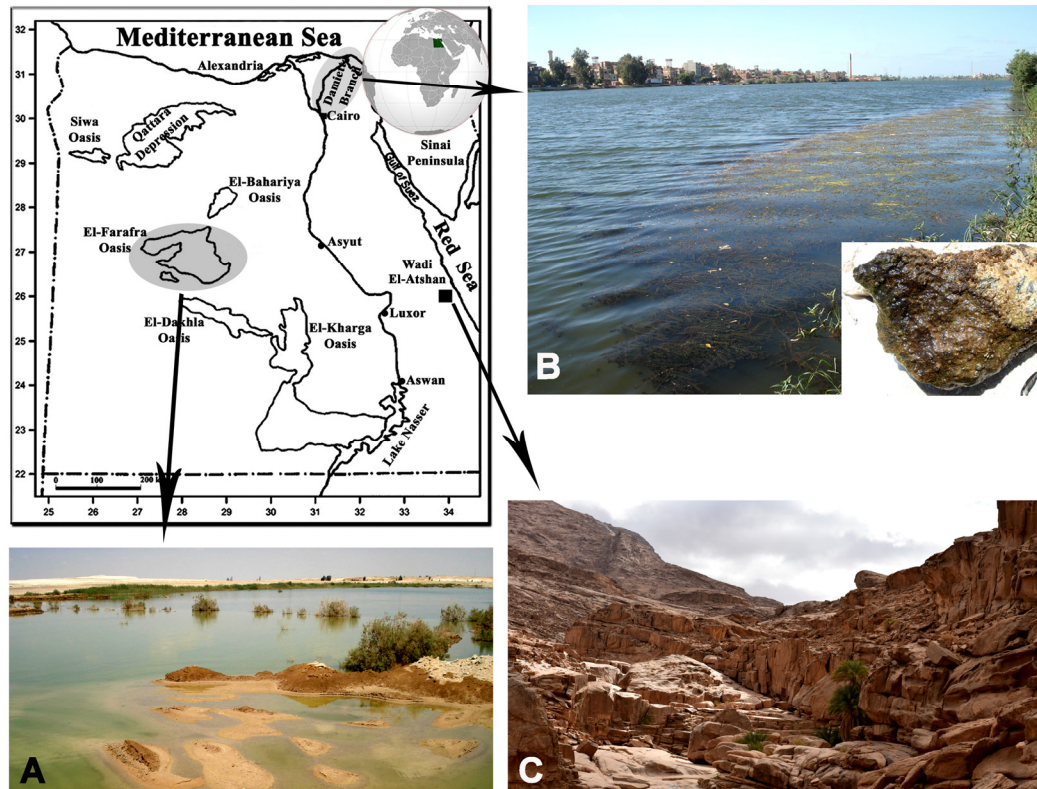 Mediterranean Sea
Alexandria
Damietta
Branch
Cairo
Siwa
Oasis
Qattara
Depression
Sinai
Peninsula
Gulf of Suez
El-Bahariya
Oasis
El-Farafra
Oasis
Asyut
Red Sea
Wadi
El-Atshan
Luxor
El-Dakhla
Oasis
El-Kharga
Oasis
Aswan
Lake Nasser
32
31
30
29
28
27
26
25
24
23
22
0 100 200
25 26 27 28 29 30 31 32 33 34
A
B
C